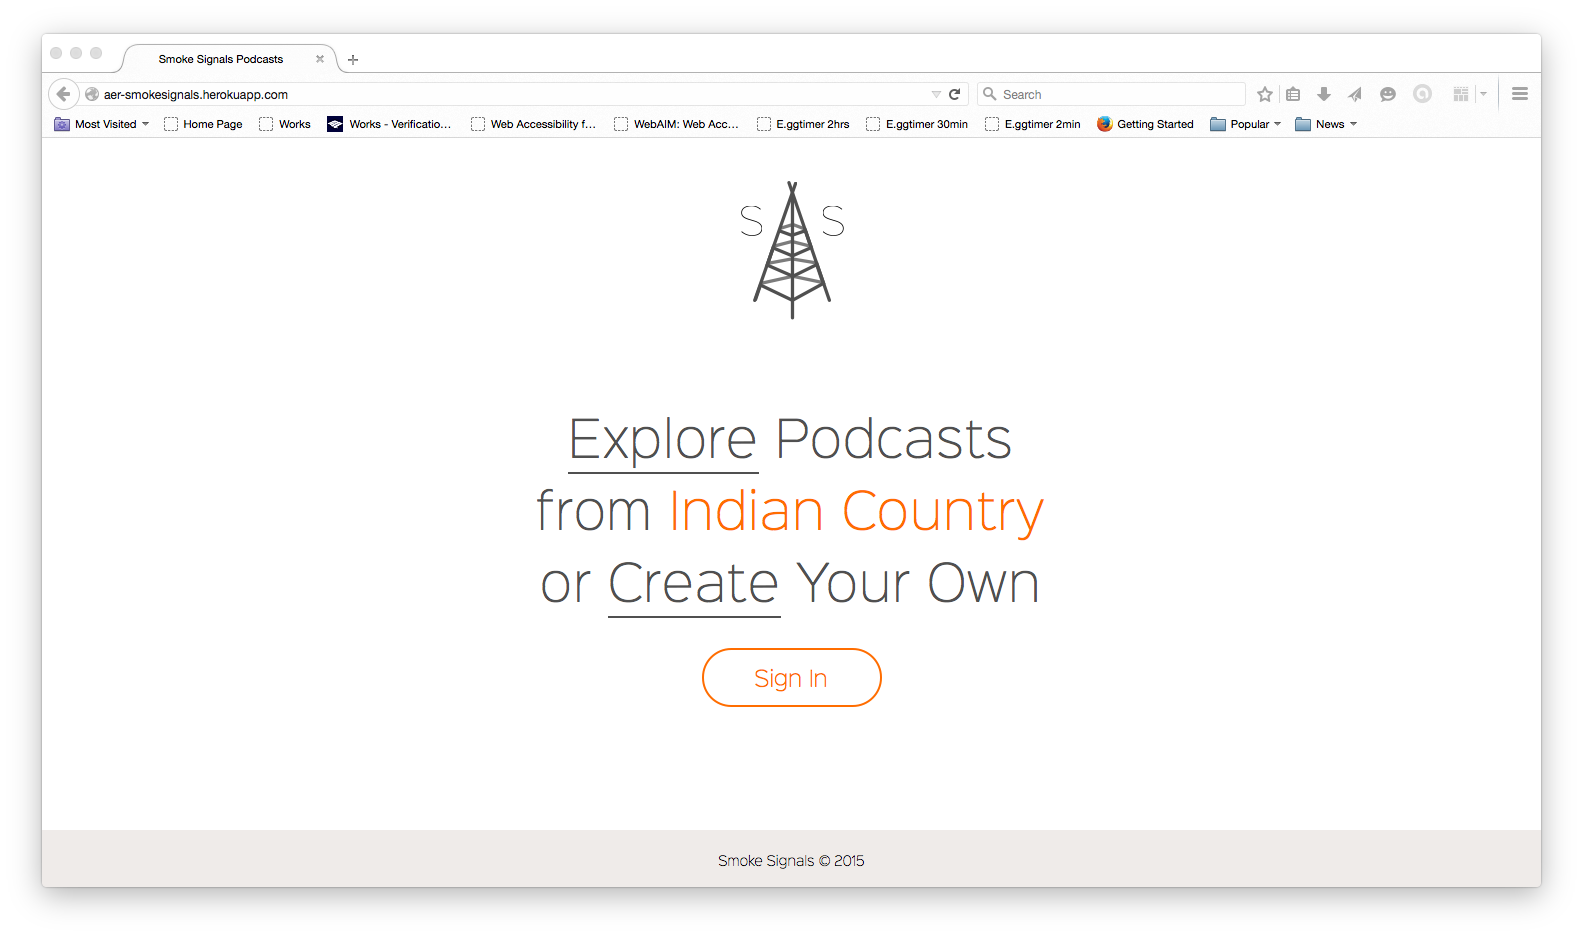 Smoke Signals Podcasts
aer-smokesignals.herokuapp.com
Search
Most Visited
Home Page
Works
Works - Verificatio...
Web Accessibility f...
WebAIM: Web Acc...
E.ggtimer 2hrs
E.ggtimer 30min
E.ggtimer 2min
Getting Started
Popular
News
S S
Explore Podcasts
from Indian Country
or Create Your Own
Sign In
Smoke Signals © 2015